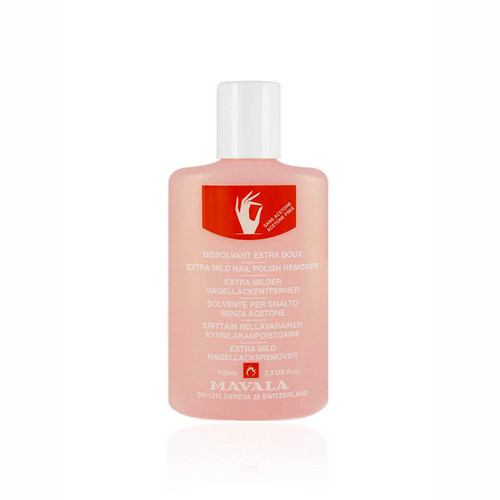 SANS ACETONE
ACETONE FREE
DISSOLVANT EXTRA DOUX
EXTRA MILD NAIL POLISH REMOVER
EXTRA MILDER
NAGELLACKENTFERNER
SOLVENTE PER SMALTO
SENZA ACETONE
ERITTÄIN HELLÄVARAINEN
KYNSILAKANPOISTOAINE
EXTRA MILD
NAGELLACKSREMOVER
100ml 3.3 US fl.oz.
MAVALA
CH-1211 GENEVA 26 SWITZERLAND